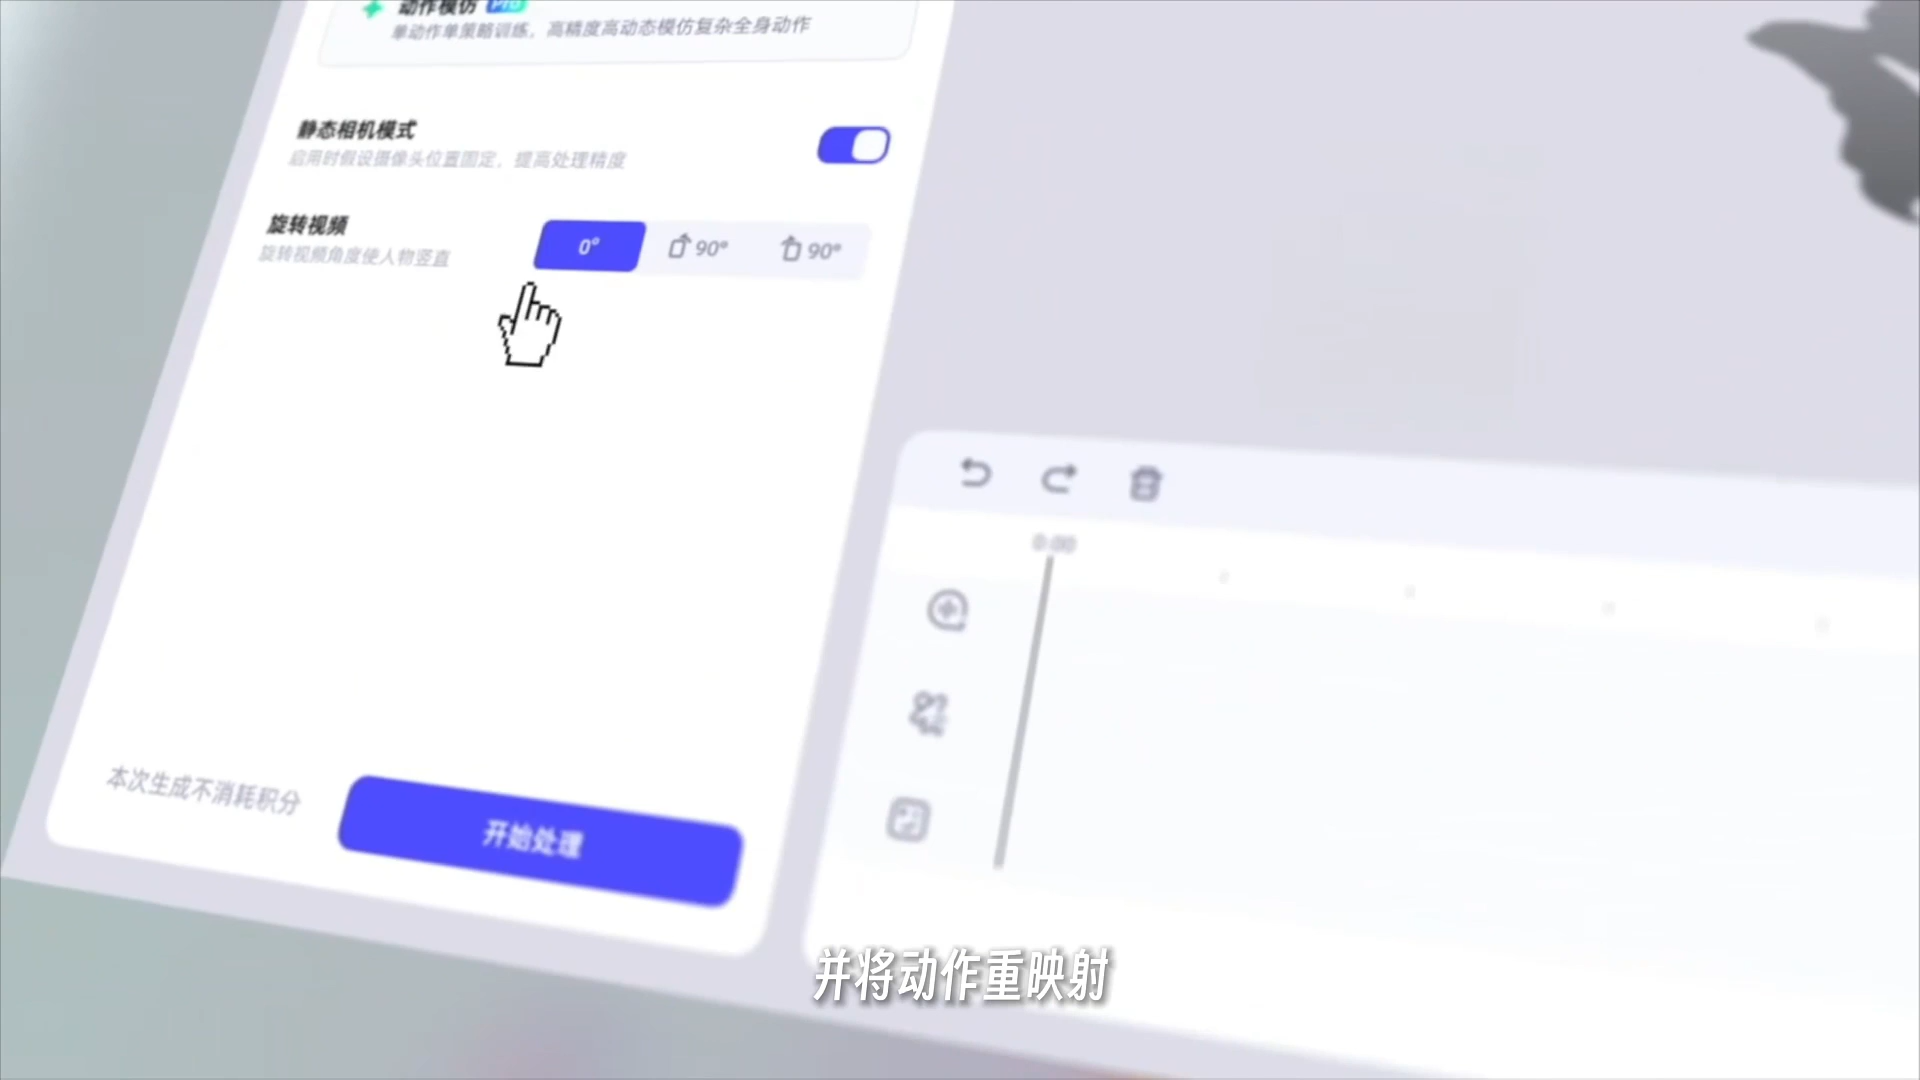 动作模仿 Pro
单动作单策略训练，高精度高动态模仿复杂全身动作
静态相机模式
启用时假设摄像头位置固定，提高处理精度
旋转视频
旋转视频角度使人物竖直
0° 90° 90°
0:00
本次生成不消耗积分
开始处理
并将动作重映射